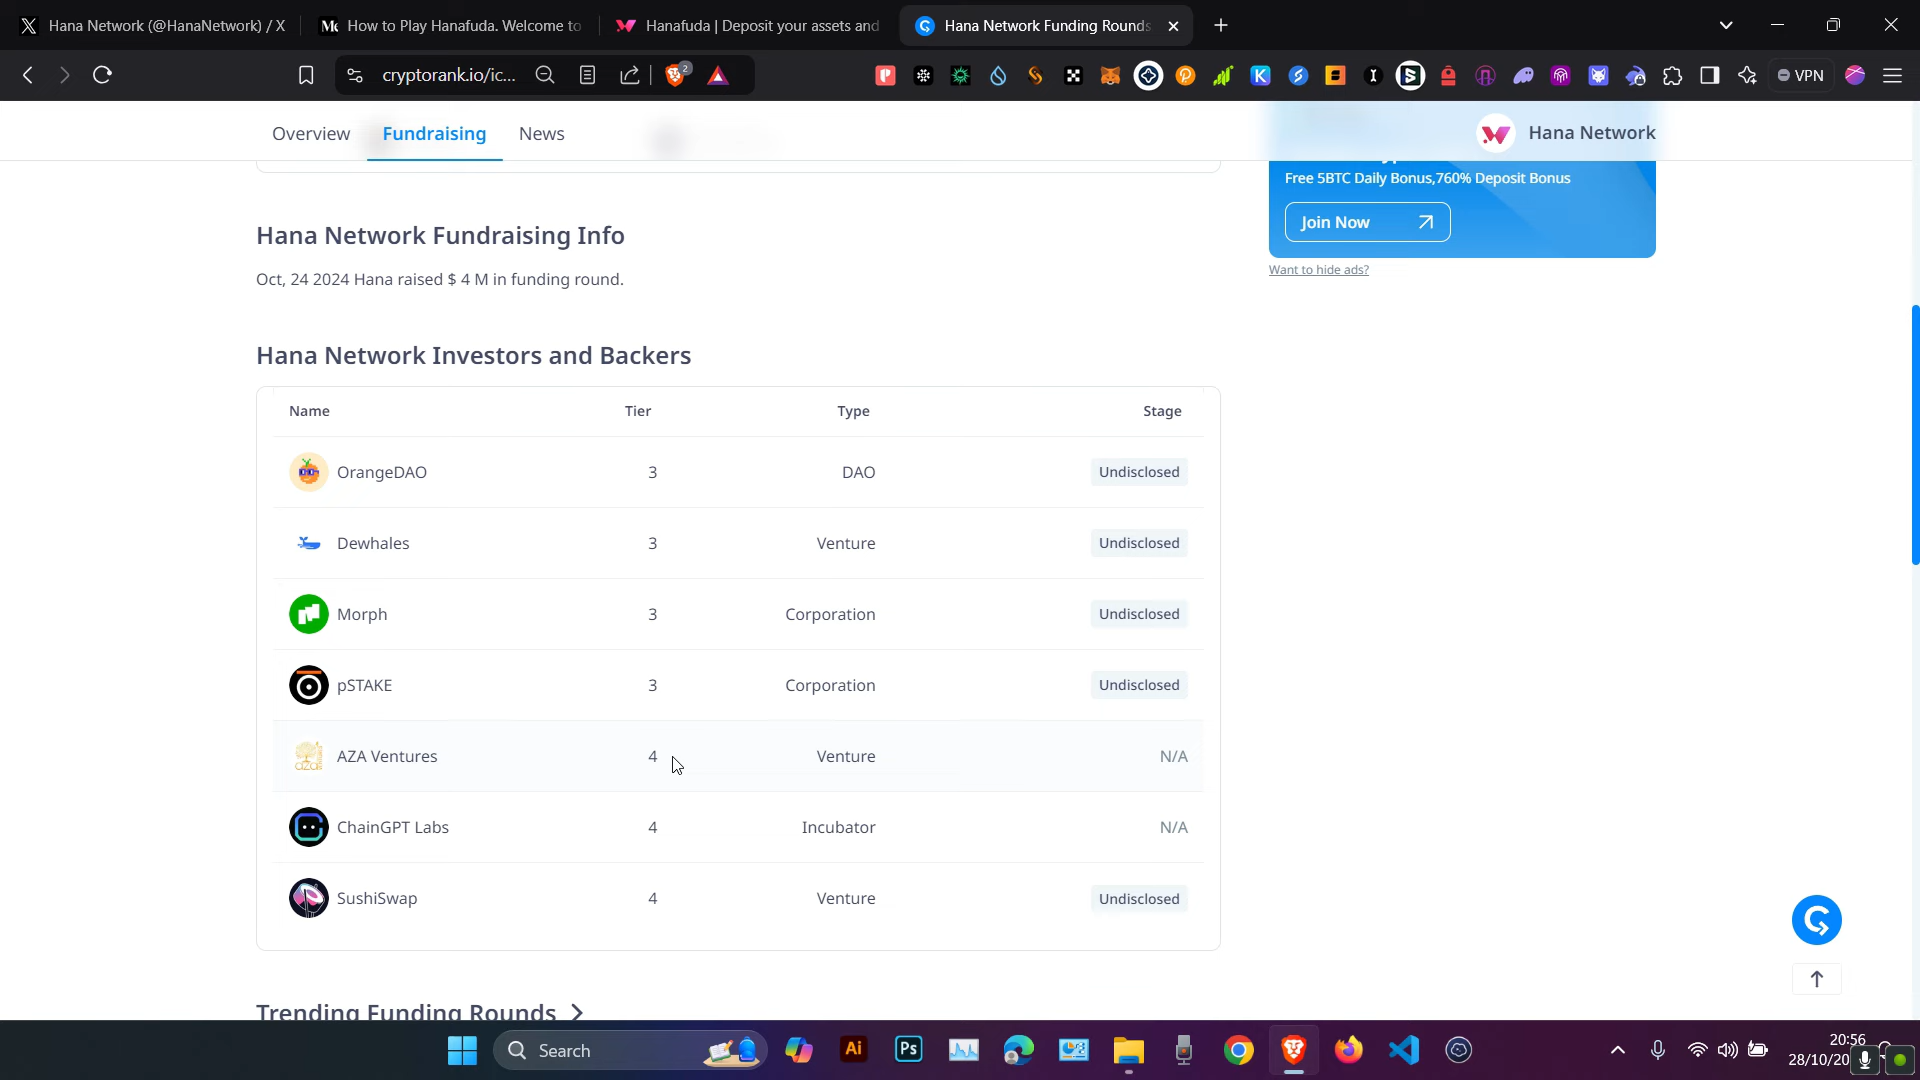 Hana Network (@HanaNetwork) / X
How to Play Hanafuda. Welcome to
Hanafuda | Deposit your assets and
Hana Network Funding Rounds
cryptorank.io/ic...
2
VPN
Overview
Fundraising
News
Hana Network
Free 5BTC Daily Bonus,760% Deposit Bonus
Join Now
Want to hide ads?
Hana Network Fundraising Info
Oct, 24 2024 Hana raised $ 4 M in funding round.
Hana Network Investors and Backers
Name Tier Type Stage
OrangeDAO 3 DAO Undisclosed
Dewhales 3 Venture Undisclosed
Morph 3 Corporation Undisclosed
pSTAKE 3 Corporation Undisclosed
AZA Ventures 4 Venture N/A
ChainGPT Labs 4 Incubator N/A
SushiSwap 4 Venture Undisclosed
Trending Funding Rounds
Search
Ai
Ps
20:56
28/10/20